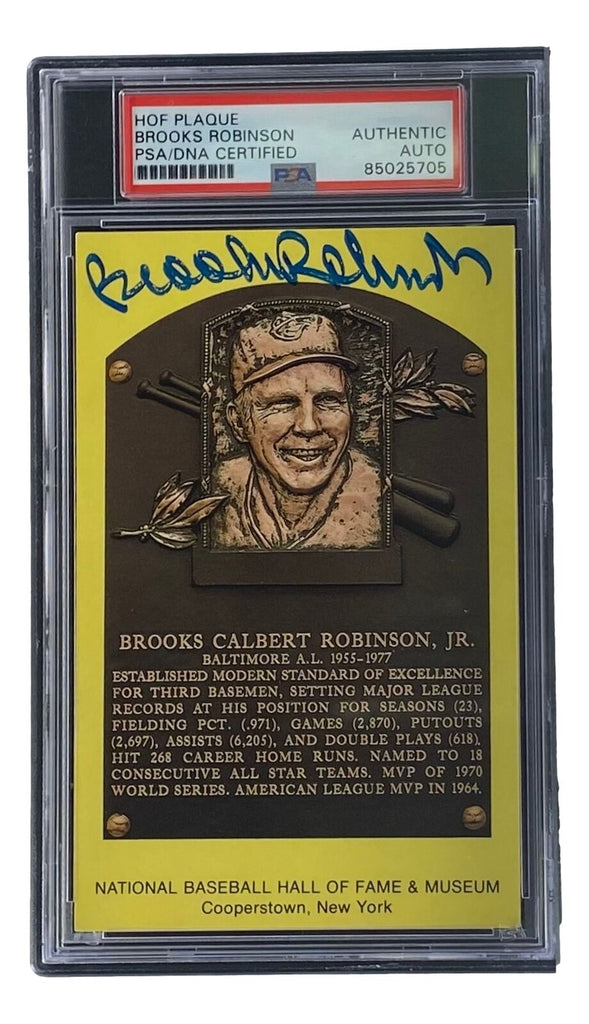 HOF PLAQUE
BROOKS ROBINSON
PSA/DNA CERTIFIED
AUTHENTIC
AUTO
85025705
PSA
Brooks Robinson
BROOKS CALBERT ROBINSON, JR.
BALTIMORE A.L. 1955-1977
ESTABLISHED MODERN STANDARD OF EXCELLENCE
FOR THIRD BASEMEN, SETTING MAJOR LEAGUE
RECORDS AT HIS POSITION FOR SEASONS (23),
FIELDING PCT. (.971), GAMES (2,870), PUTOUTS
(2,697), ASSISTS (6,205), AND DOUBLE PLAYS (618).
HIT 268 CAREER HOME RUNS. NAMED TO 18
CONSECUTIVE ALL STAR TEAMS. MVP OF 1970
WORLD SERIES. AMERICAN LEAGUE MVP IN 1964.
NATIONAL BASEBALL HALL OF FAME & MUSEUM
Cooperstown, New York